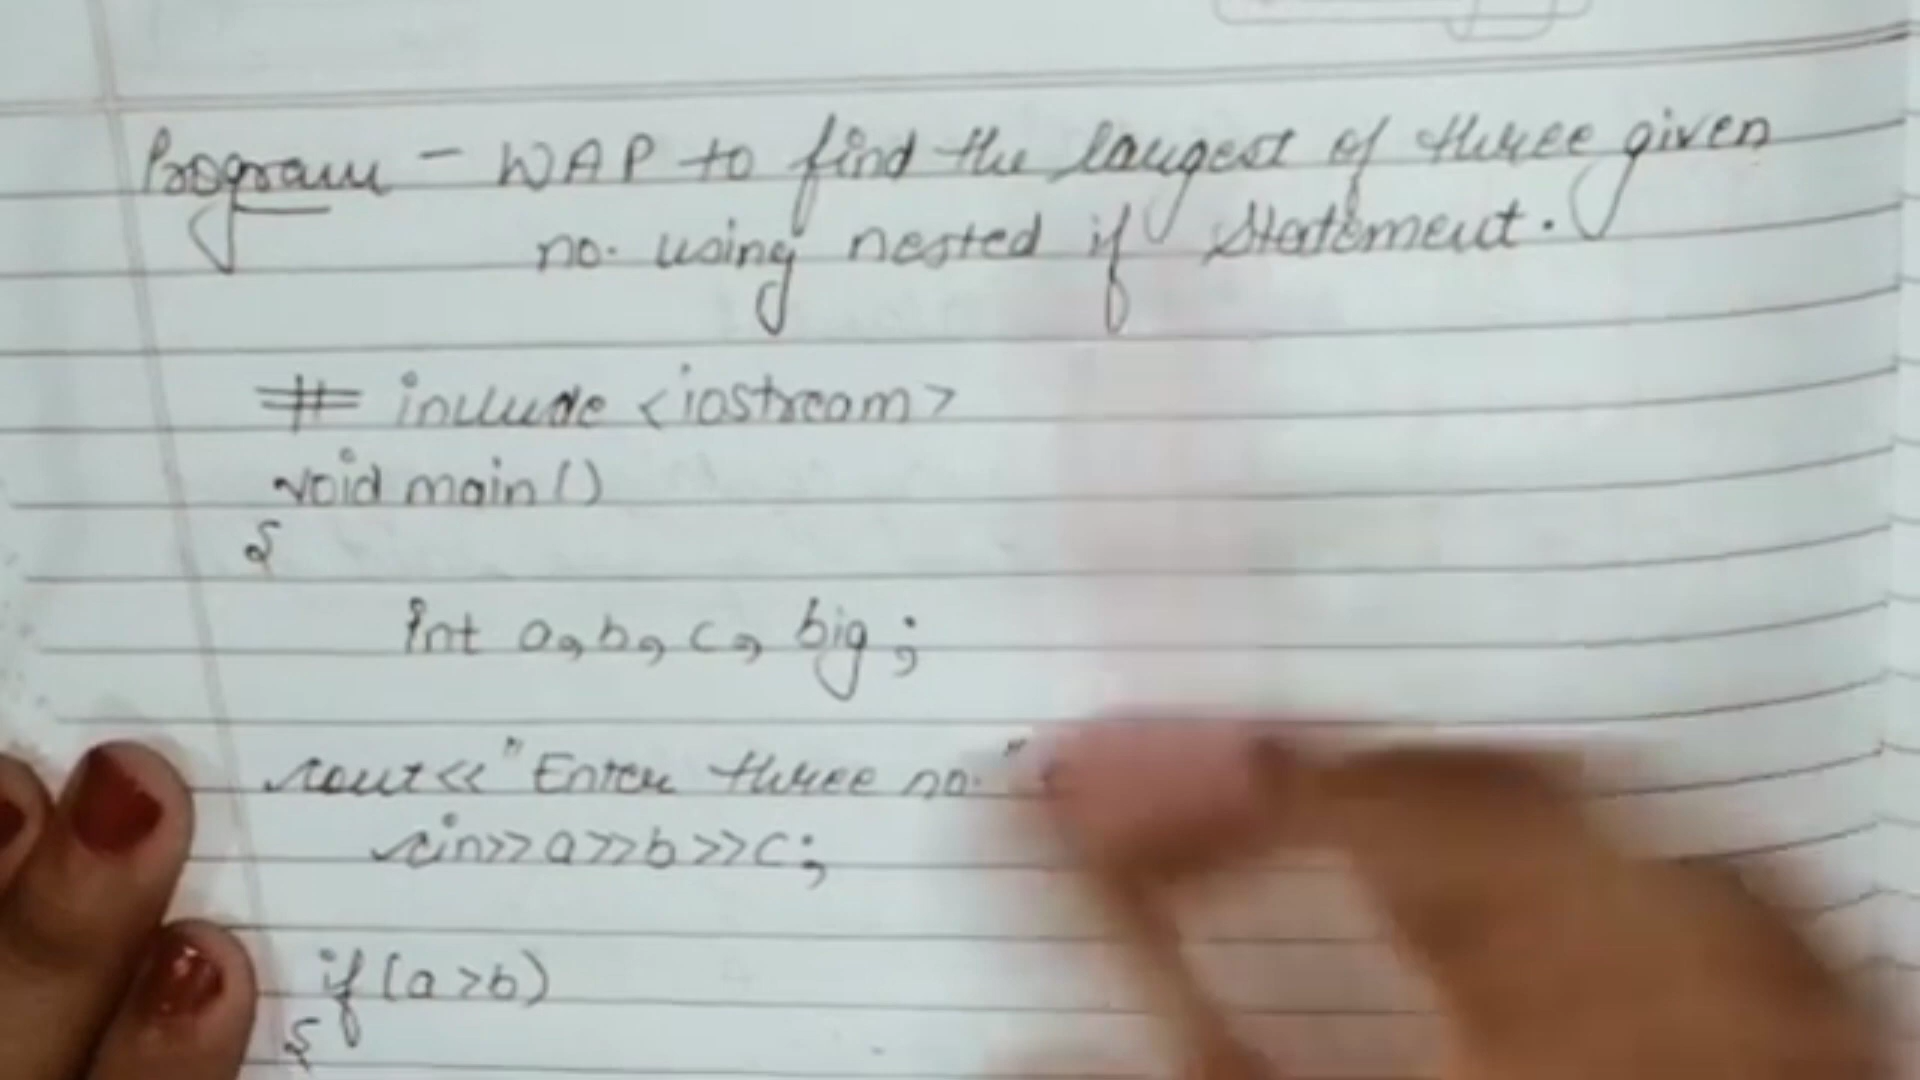 Program - WAP to find the largest of three given
no. using nested if statement.
# include <iostream>
void main()
{
int a, b, c, big;
cout<< "Enter three no."
cin>>a>>b>>c;
if(a>b)
{